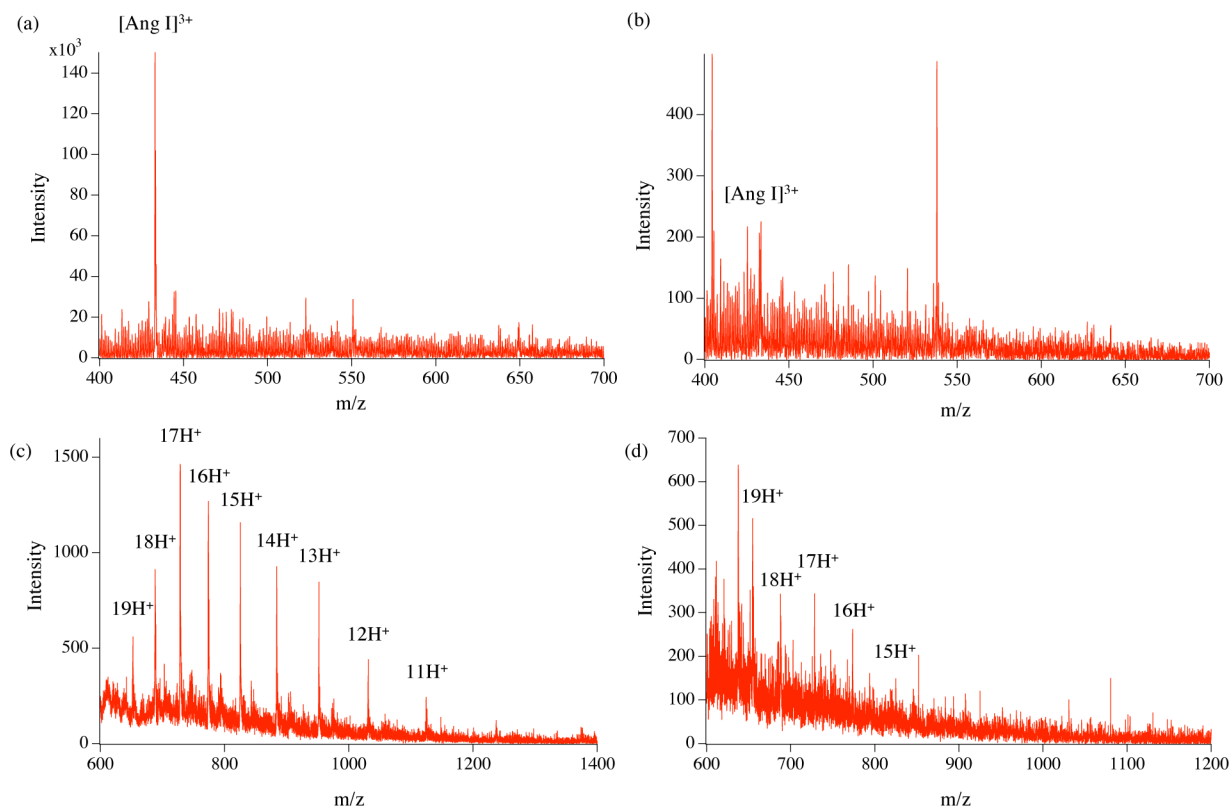 (a)
[Ang I]³⁺
x10³
140
120
100
80
60
40
20
0
Intensity
400 450 500 550 600 650 700
m/z
(b)
[Ang I]³⁺
400
300
200
100
0
Intensity
400 450 500 550 600 650 700
m/z
(c)
17H⁺
16H⁺
15H⁺
18H⁺
14H⁺
13H⁺
19H⁺
12H⁺
11H⁺
1500
1000
500
0
Intensity
600 800 1000 1200 1400
m/z
(d)
19H⁺
17H⁺
18H⁺
16H⁺
15H⁺
700
600
500
400
300
200
100
0
Intensity
600 700 800 900 1000 1100 1200
m/z